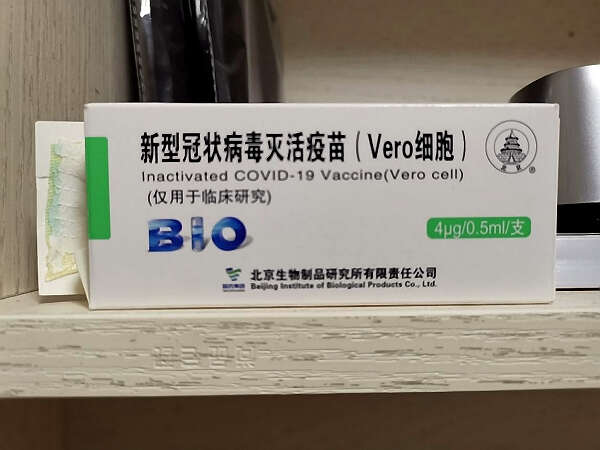 新型冠状病毒灭活疫苗（Vero细胞）
Inactivated COVID-19 Vaccine(Vero cell)
(仅用于临床研究)
BIO
4μg/0.5ml/支
北京生物制品研究所有限责任公司
Beijing Institute of Biological Products Co., Ltd.